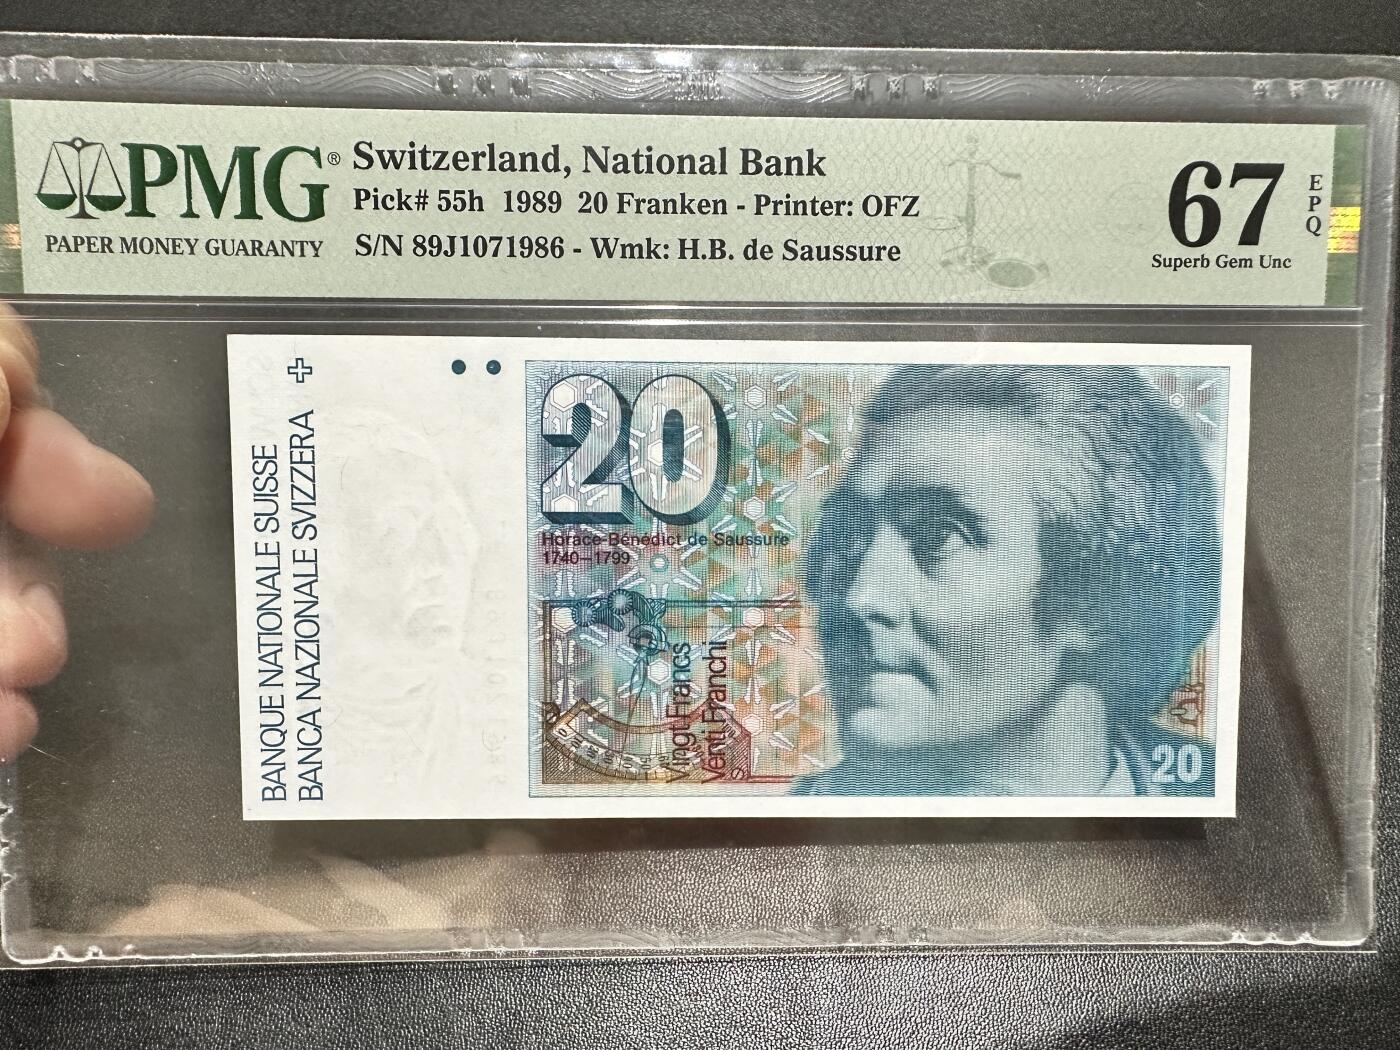 PMG®
PAPER MONEY GUARANTY
Switzerland, National Bank
Pick# 55h 1989 20 Franken - Printer: OFZ
S/N 89J1071986 - Wmk: H.B. de Saussure
67
EPQ
Superb Gem Unc
BANQUE NATIONALE SUISSE
BANCA NAZIONALE SVIZZERA
20
Horace-Bénédict de Saussure
1740–1799
Vingt Francs
Venti Franchi
20